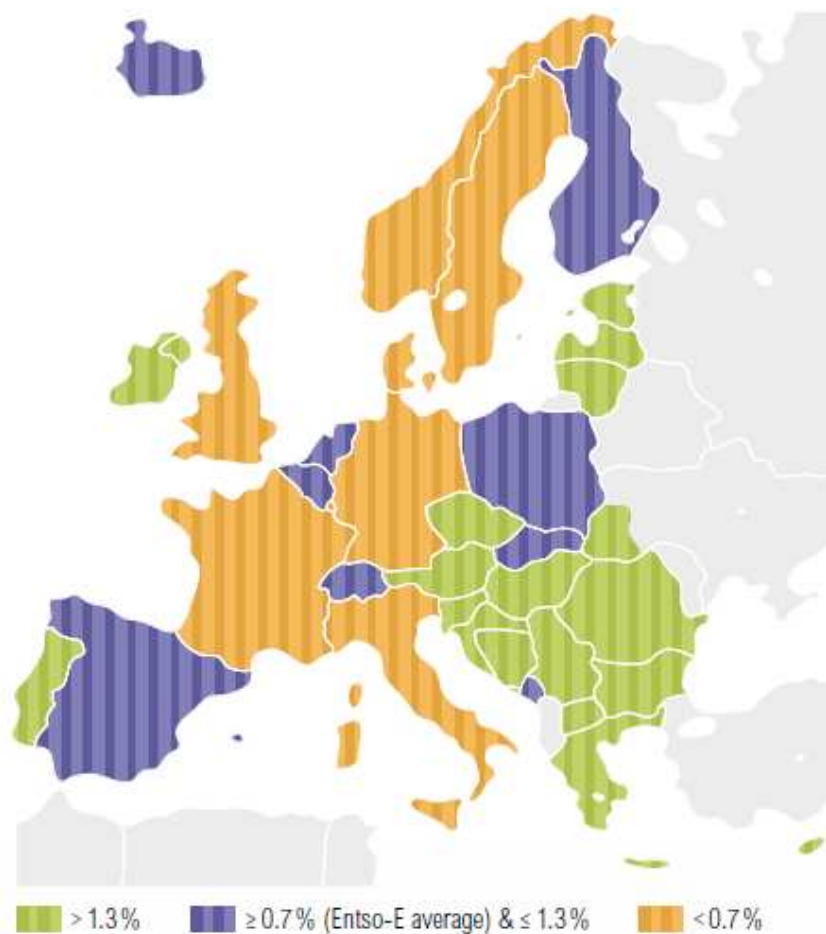 > 1.3 % ≥ 0.7 % (Entso-E average) & ≤ 1.3 % < 0.7 %